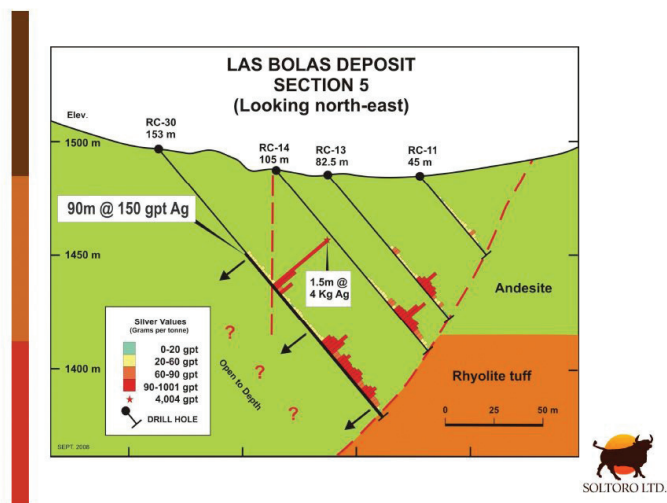 LAS BOLAS DEPOSIT
SECTION 5
(Looking north-east)
Elev.
RC-30
153 m
RC-14
105 m
RC-13
82.5 m
RC-11
45 m
1500 m
90m @ 150 gpt Ag
1450 m
1.5m @
4 Kg Ag
Andesite
Silver Values
(Grams per tonne)
0-20 gpt
20-60 gpt
60-90 gpt
90-1001 gpt
4,004 gpt
DRILL HOLE
?
?
?
Open to Depth
1400 m
Rhyolite tuff
0
25
50 m
SEPT. 2008
SOLTORO LTD.